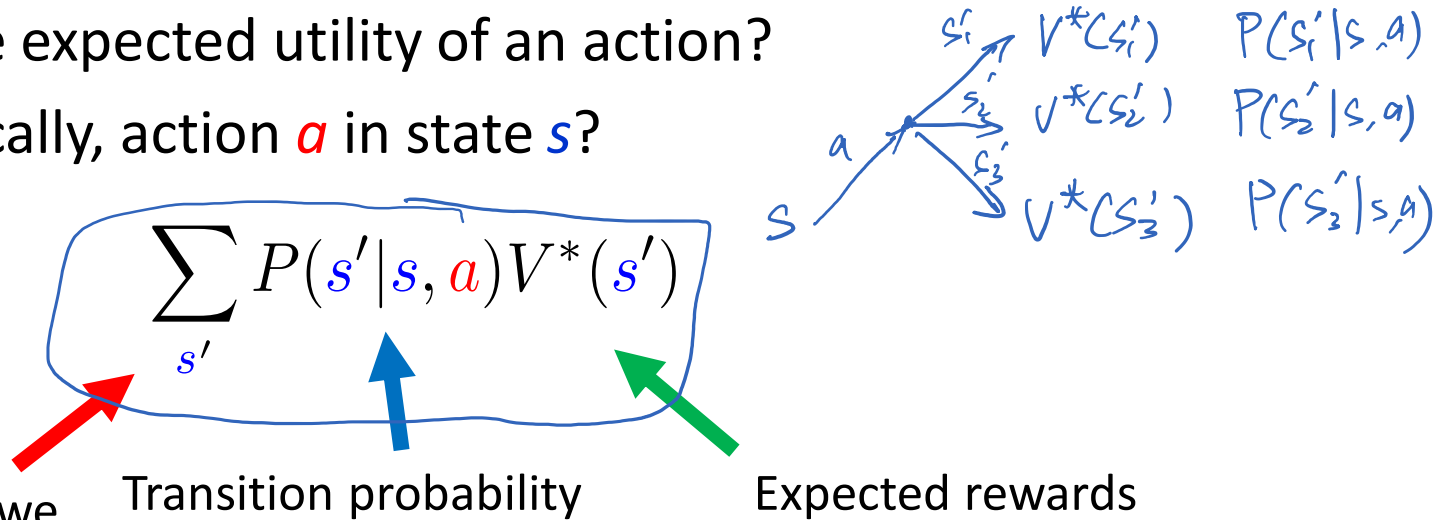 e expected utility of an action?
cally, action a in state s?
∑ P(s′|s, a)V*(s′)
s′
we
Transition probability
Expected rewards
s₁′ V*(s₁′) P(s₁′|s,a)
s₂′ V*(s₂′) P(s₂′|s,a)
a
s₃′ V*(s₃′) P(s₃′|s,a)
S